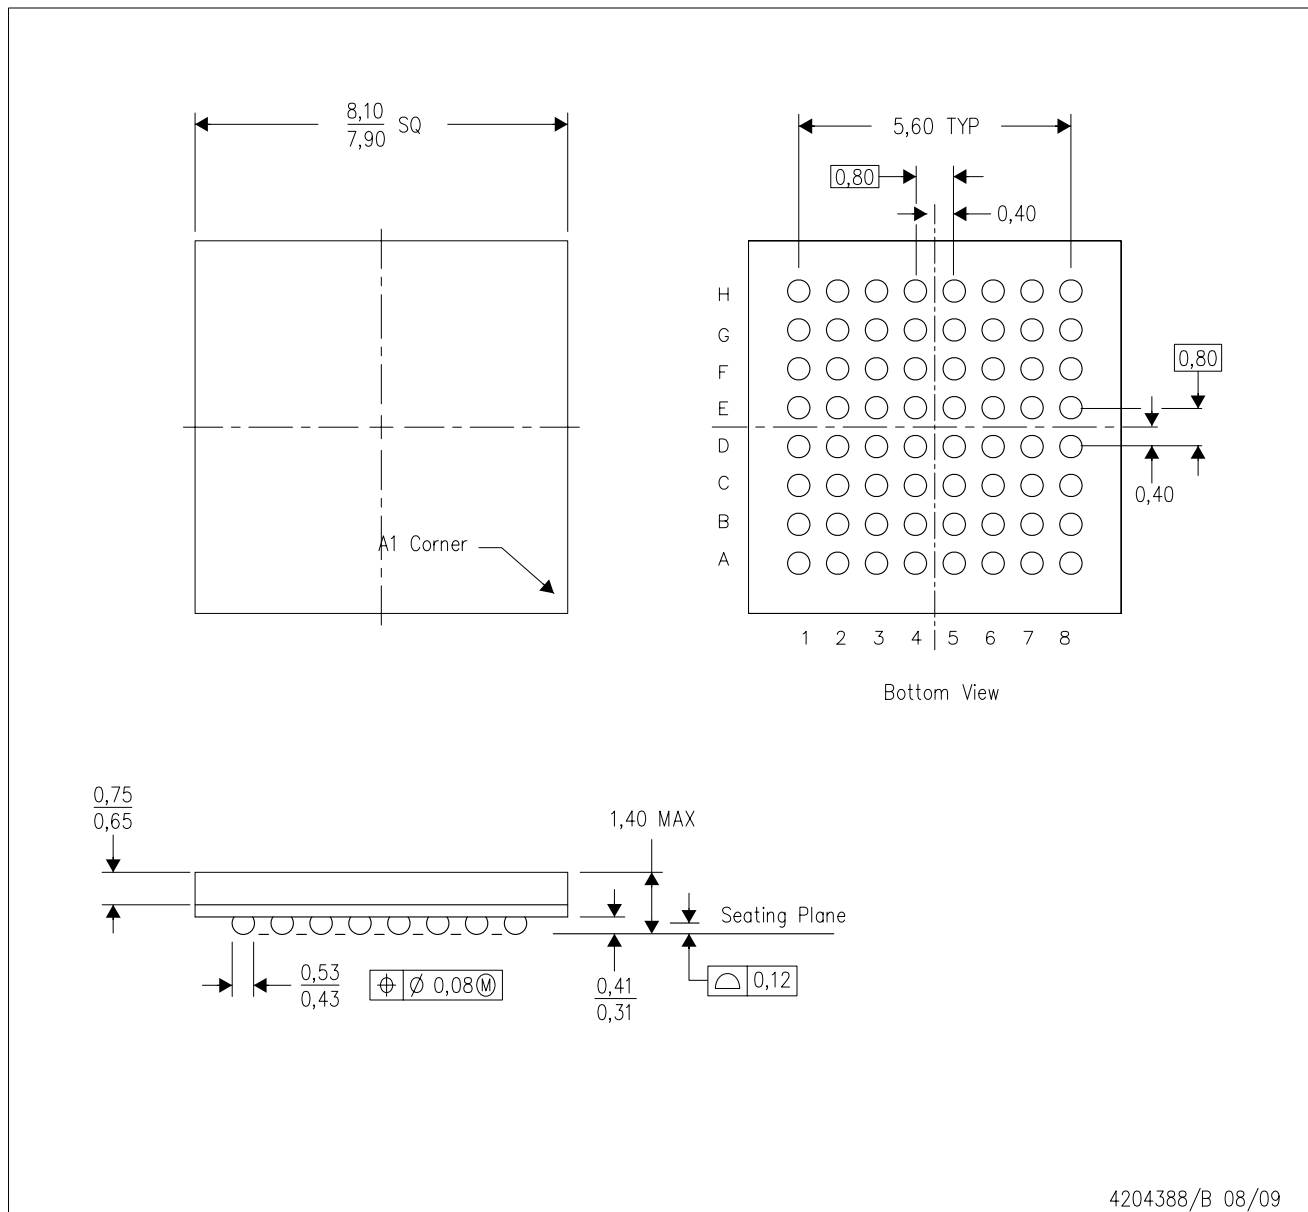 8,10
7,90
SQ
5,60 TYP
0,80
0,40
H
G
F
E
D
C
B
A
0,80
0,40
A1 Corner
1 2 3 4 5 6 7 8
Bottom View
0,75
0,65
1,40 MAX
Seating Plane
0,53
0,43
Ø 0,08 Ⓜ
0,41
0,31
0,12
4204388/B 08/09